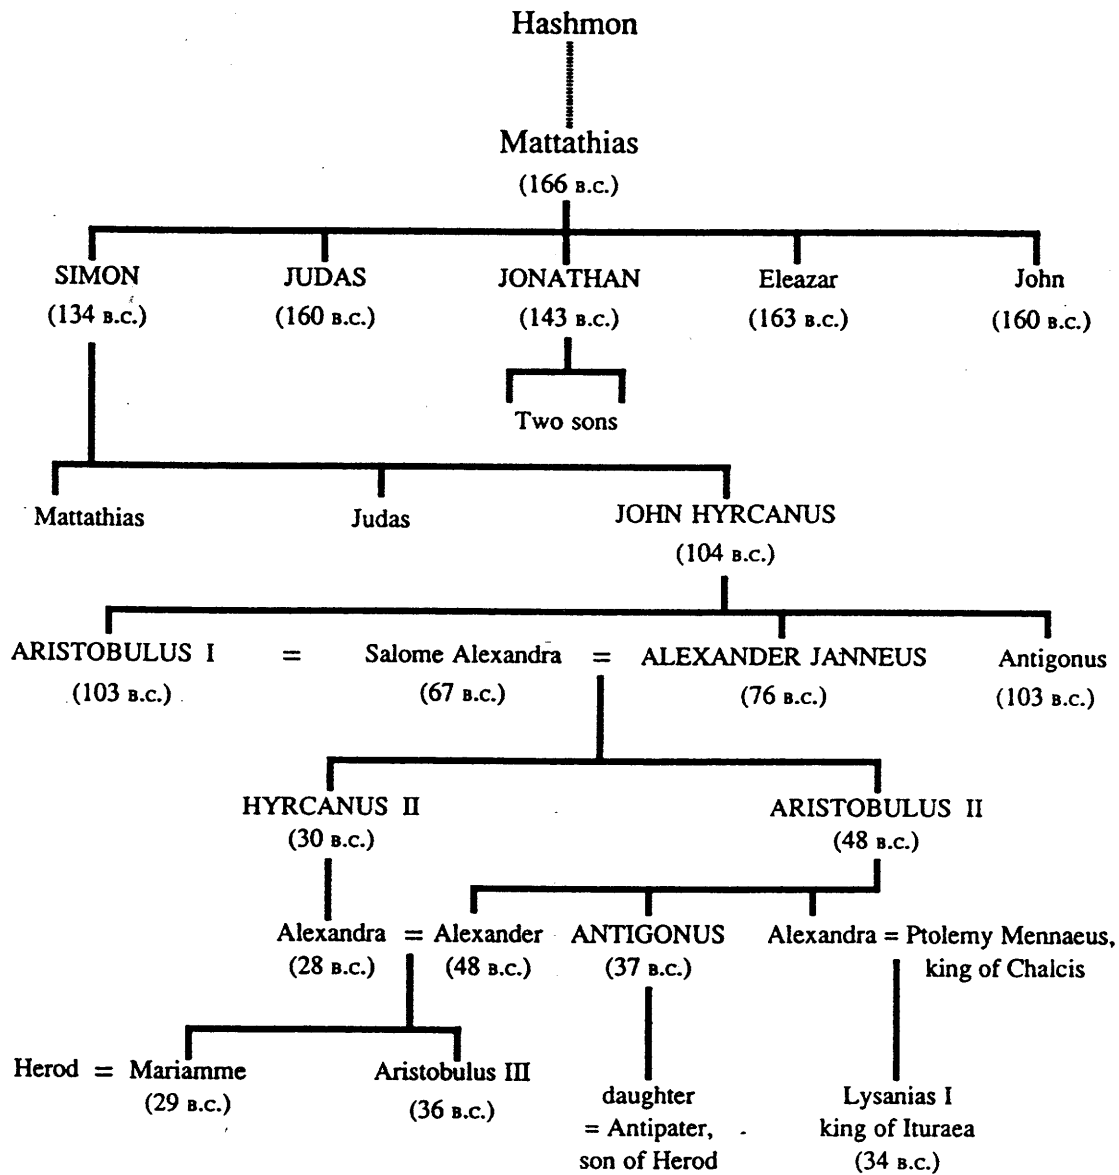 Hashmon
Mattathias
(166 B.C.)
SIMON JUDAS JONATHAN Eleazar John
(134 B.C.) (160 B.C.) (143 B.C.) (163 B.C.) (160 B.C.)
Two sons
Mattathias Judas JOHN HYRCANUS
(104 B.C.)
ARISTOBULUS I = Salome Alexandra = ALEXANDER JANNEUS Antigonus
(103 B.C.) (67 B.C.) (76 B.C.) (103 B.C.)
HYRCANUS II ARISTOBULUS II
(30 B.C.) (48 B.C.)
Alexandra = Alexander ANTIGONUS Alexandra = Ptolemy Mennaeus,
(28 B.C.) (48 B.C.) (37 B.C.) king of Chalcis
Herod = Mariamme Aristobulus III
(29 B.C.) (36 B.C.)
daughter Lysanias I
= Antipater, king of Ituraea
son of Herod (34 B.C.)